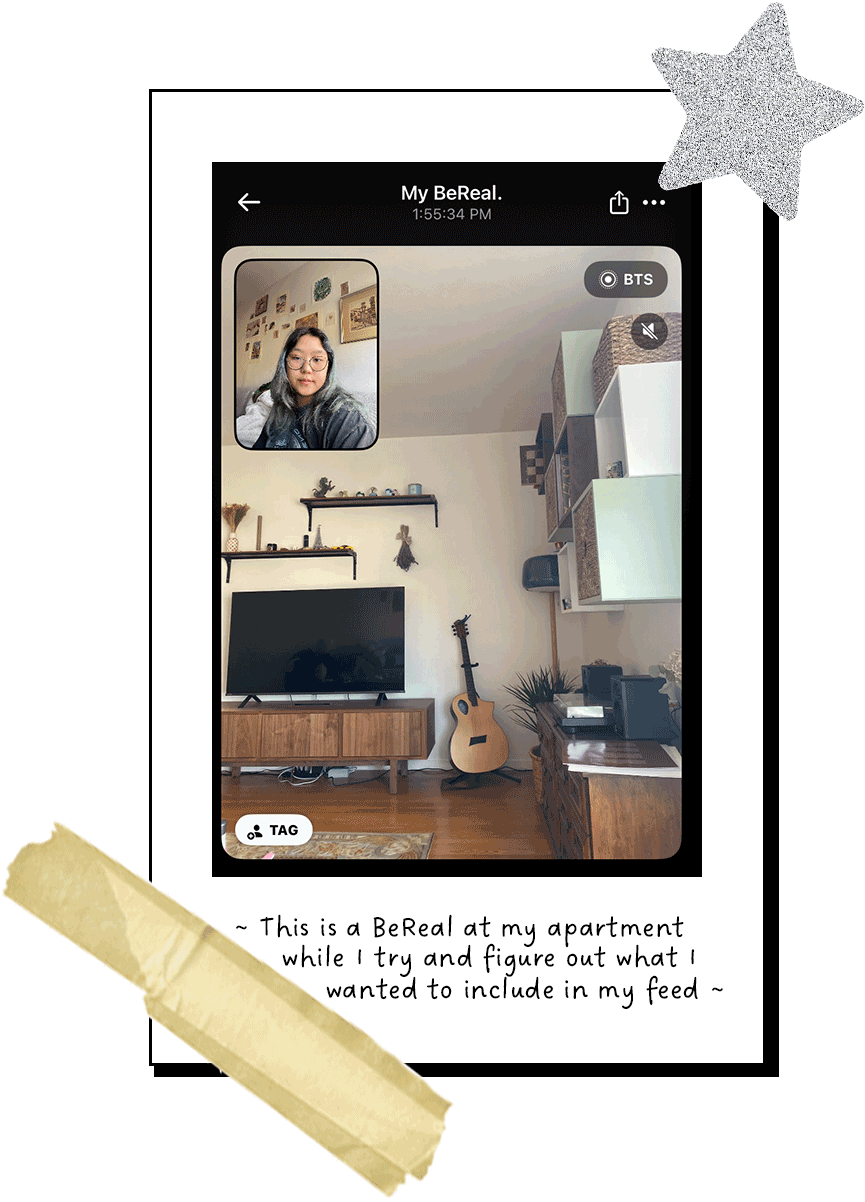 My BeReal.
1:55:34 PM
BTS
TAG
~ This is a BeReal at my apartment
while I try and figure out what I
wanted to include in my feed ~